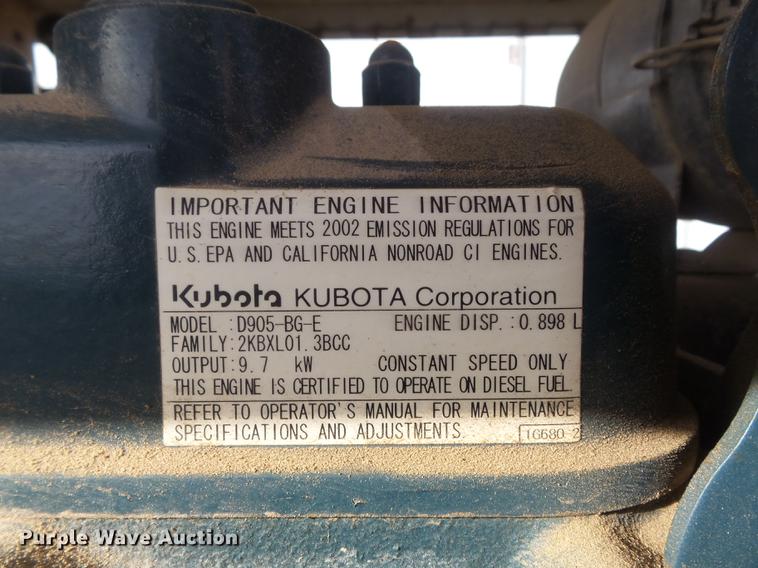 IMPORTANT ENGINE INFORMATION
THIS ENGINE MEETS 2002 EMISSION REGULATIONS FOR
U.S. EPA AND CALIFORNIA NONROAD CI ENGINES.
Kubota KUBOTA Corporation
MODEL :D905-BG-E ENGINE DISP.:0.898 L
FAMILY:2KBXL01.3BCC
OUTPUT:9.7 kW CONSTANT SPEED ONLY
THIS ENGINE IS CERTIFIED TO OPERATE ON DIESEL FUEL.
REFER TO OPERATOR'S MANUAL FOR MAINTENANCE
SPECIFICATIONS AND ADJUSTMENTS. 1G680 2
Purple Wave Auction